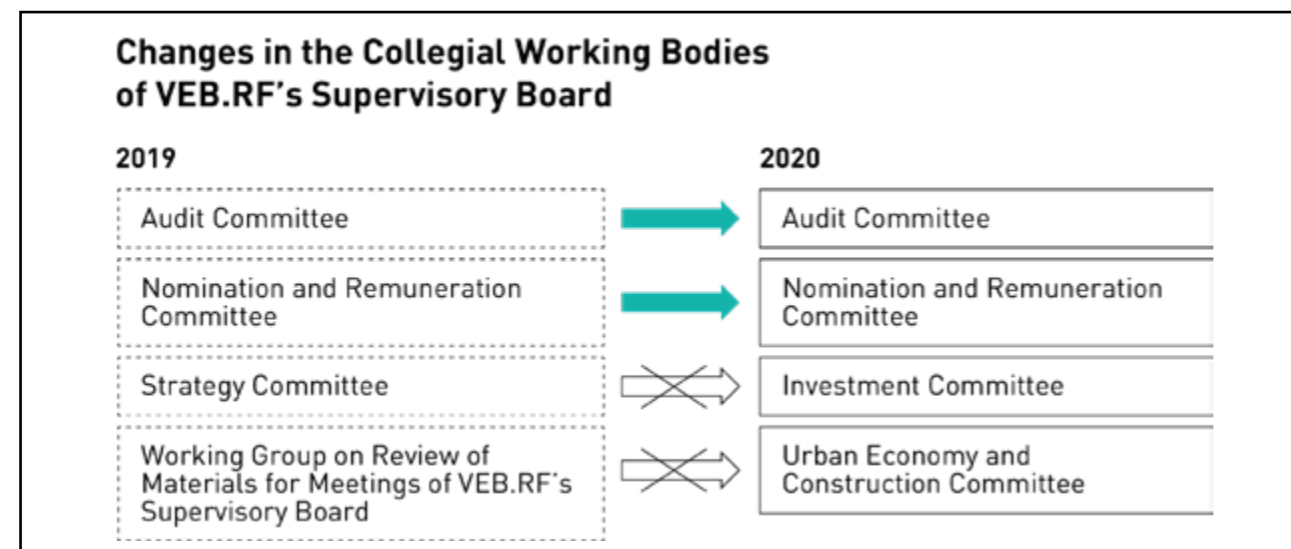 Changes in the Collegial Working Bodies
of VEB.RF's Supervisory Board
2019
2020
Audit Committee
Audit Committee
Nomination and Remuneration
Committee
Nomination and Remuneration
Committee
Strategy Committee
Investment Committee
Working Group on Review of
Materials for Meetings of VEB.RF's
Supervisory Board
Urban Economy and
Construction Committee